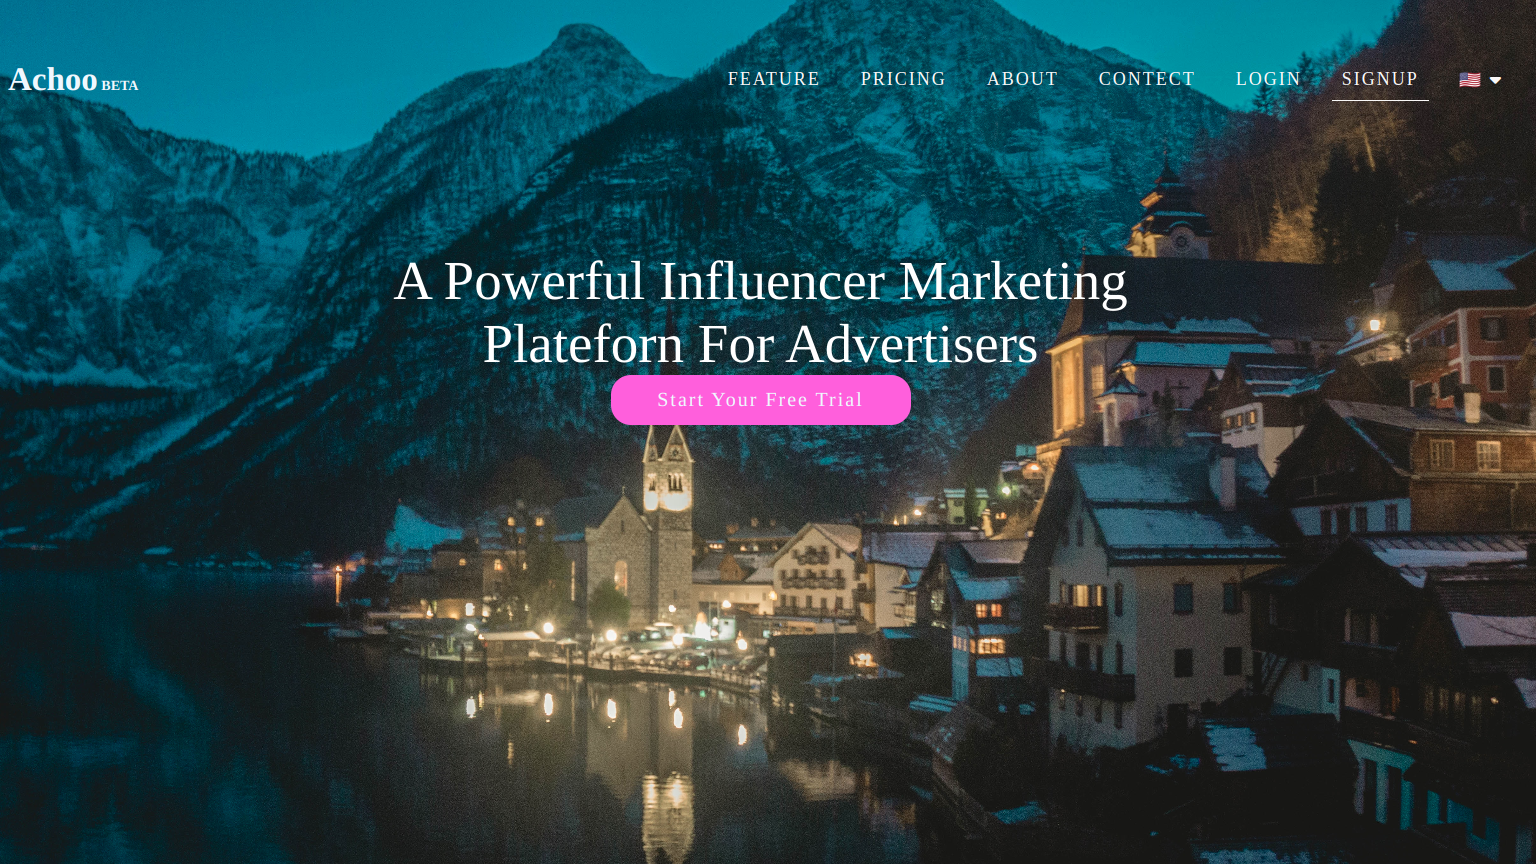 Achoo BETA
FEATURE PRICING ABOUT CONTECT LOGIN SIGNUP
A Powerful Influencer Marketing
Plateforn For Advertisers
Start Your Free Trial